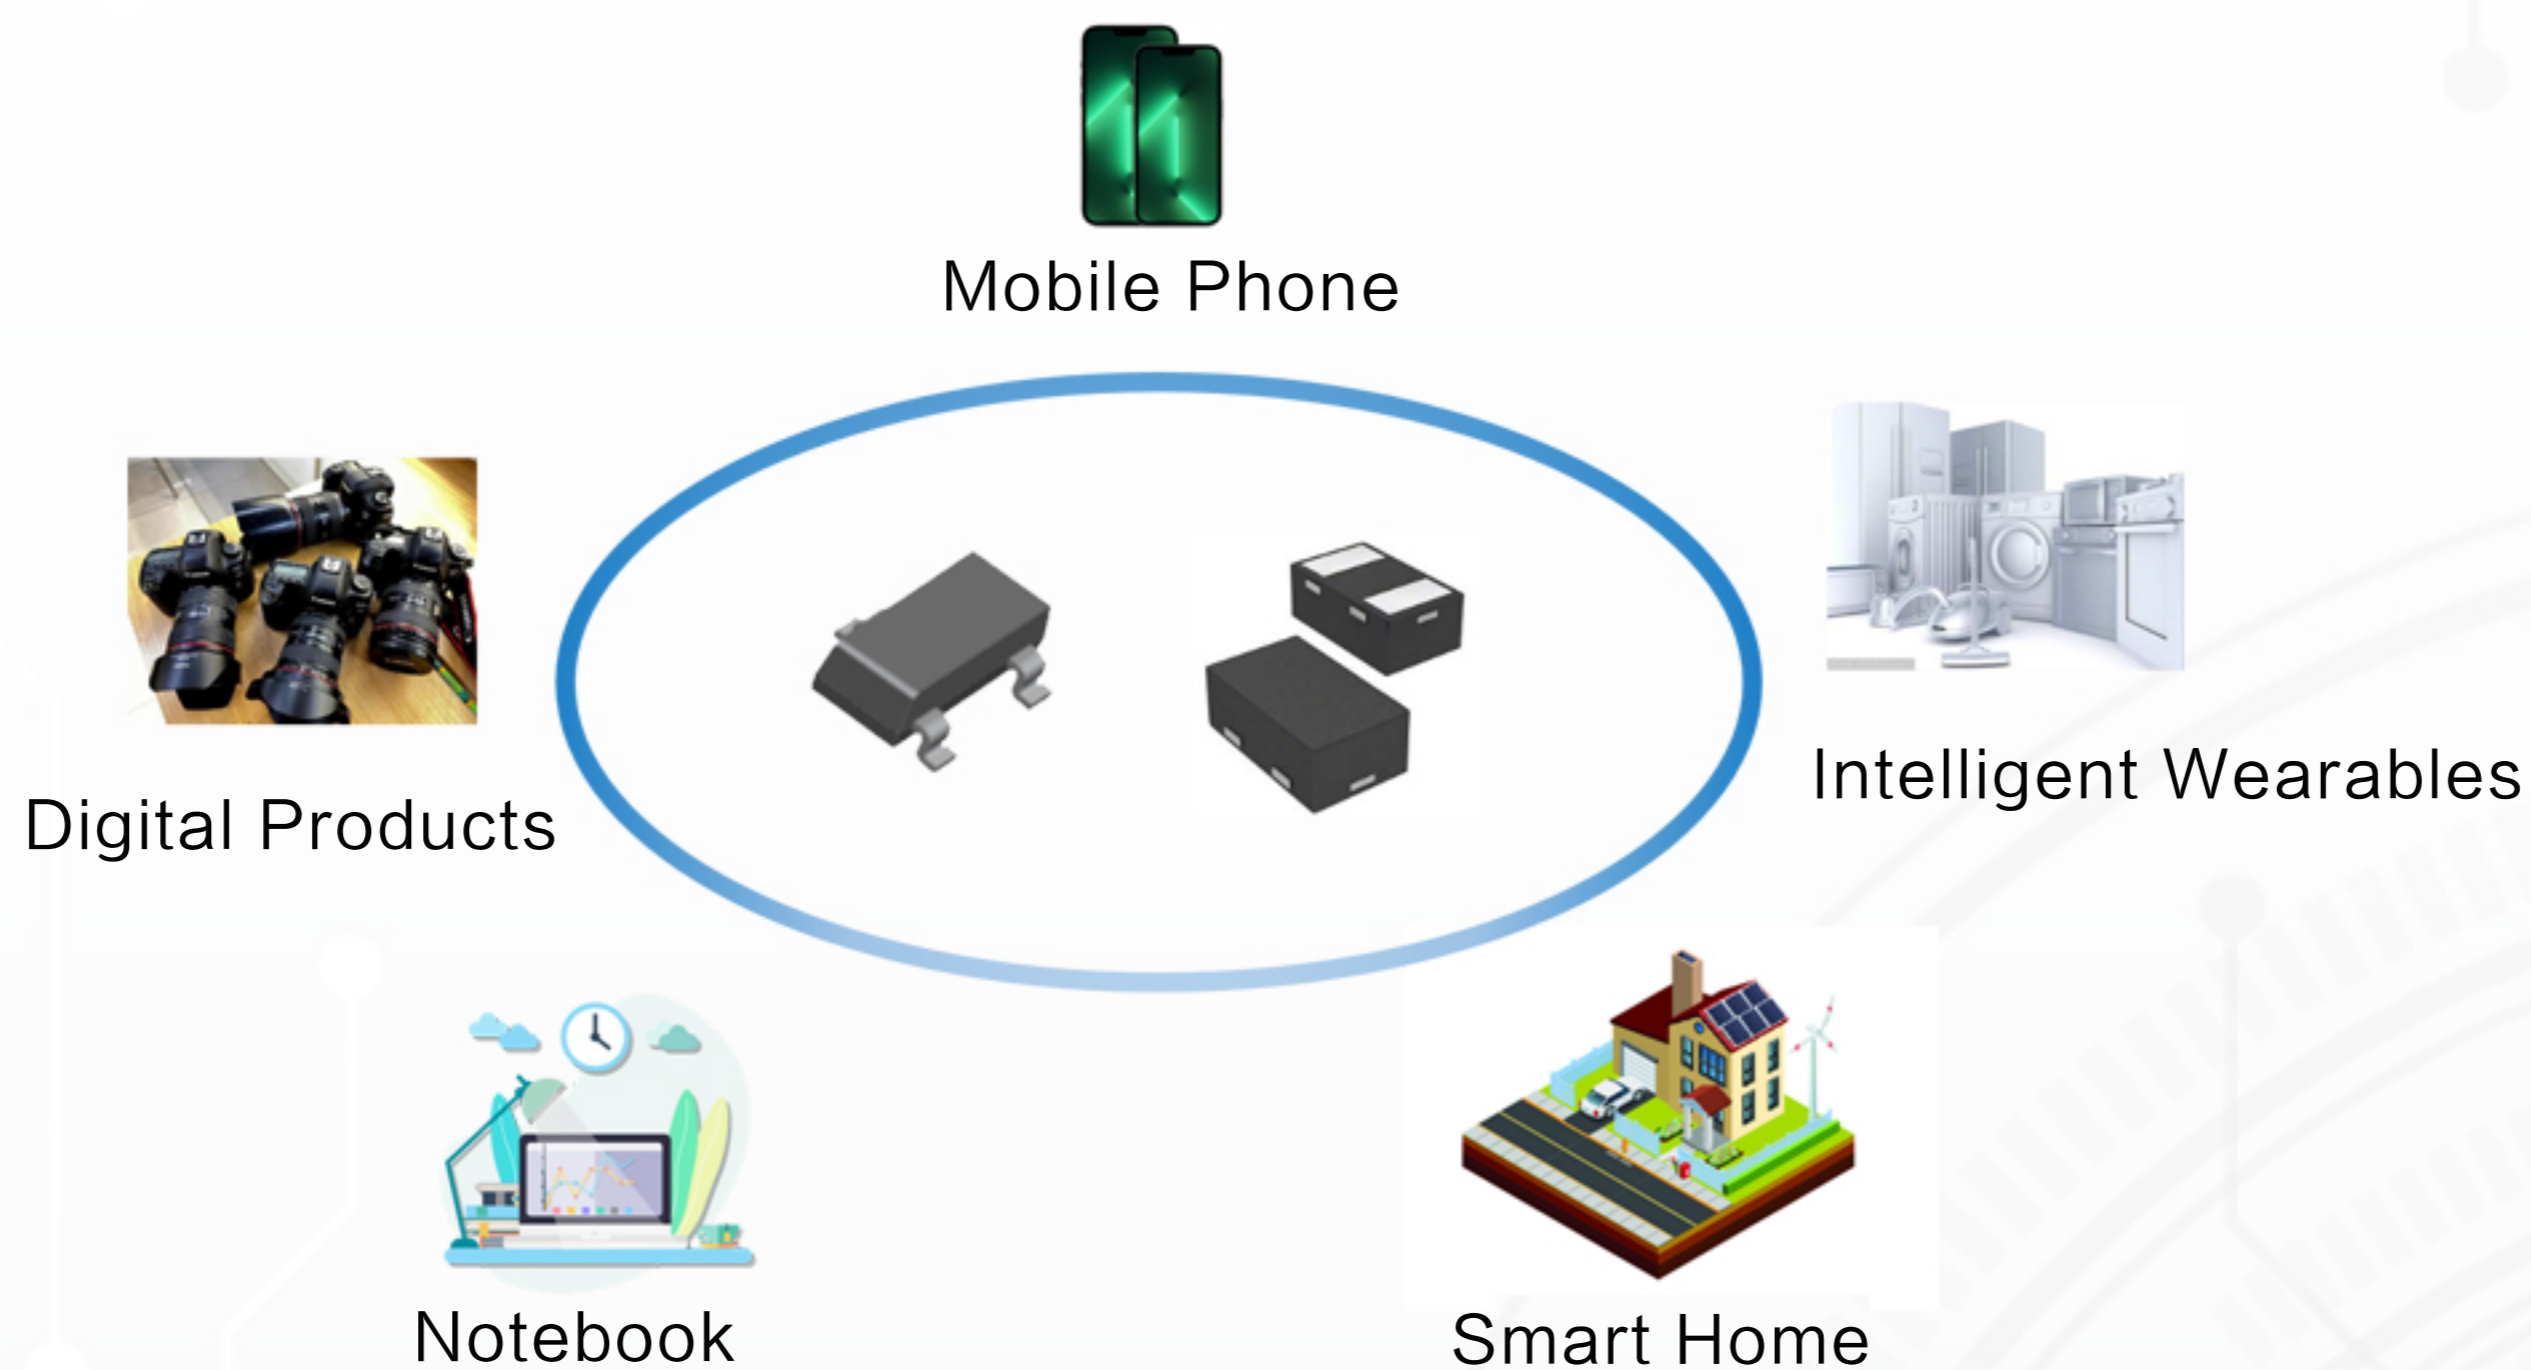 Mobile Phone
Digital Products
Intelligent Wearables
Notebook
Smart Home